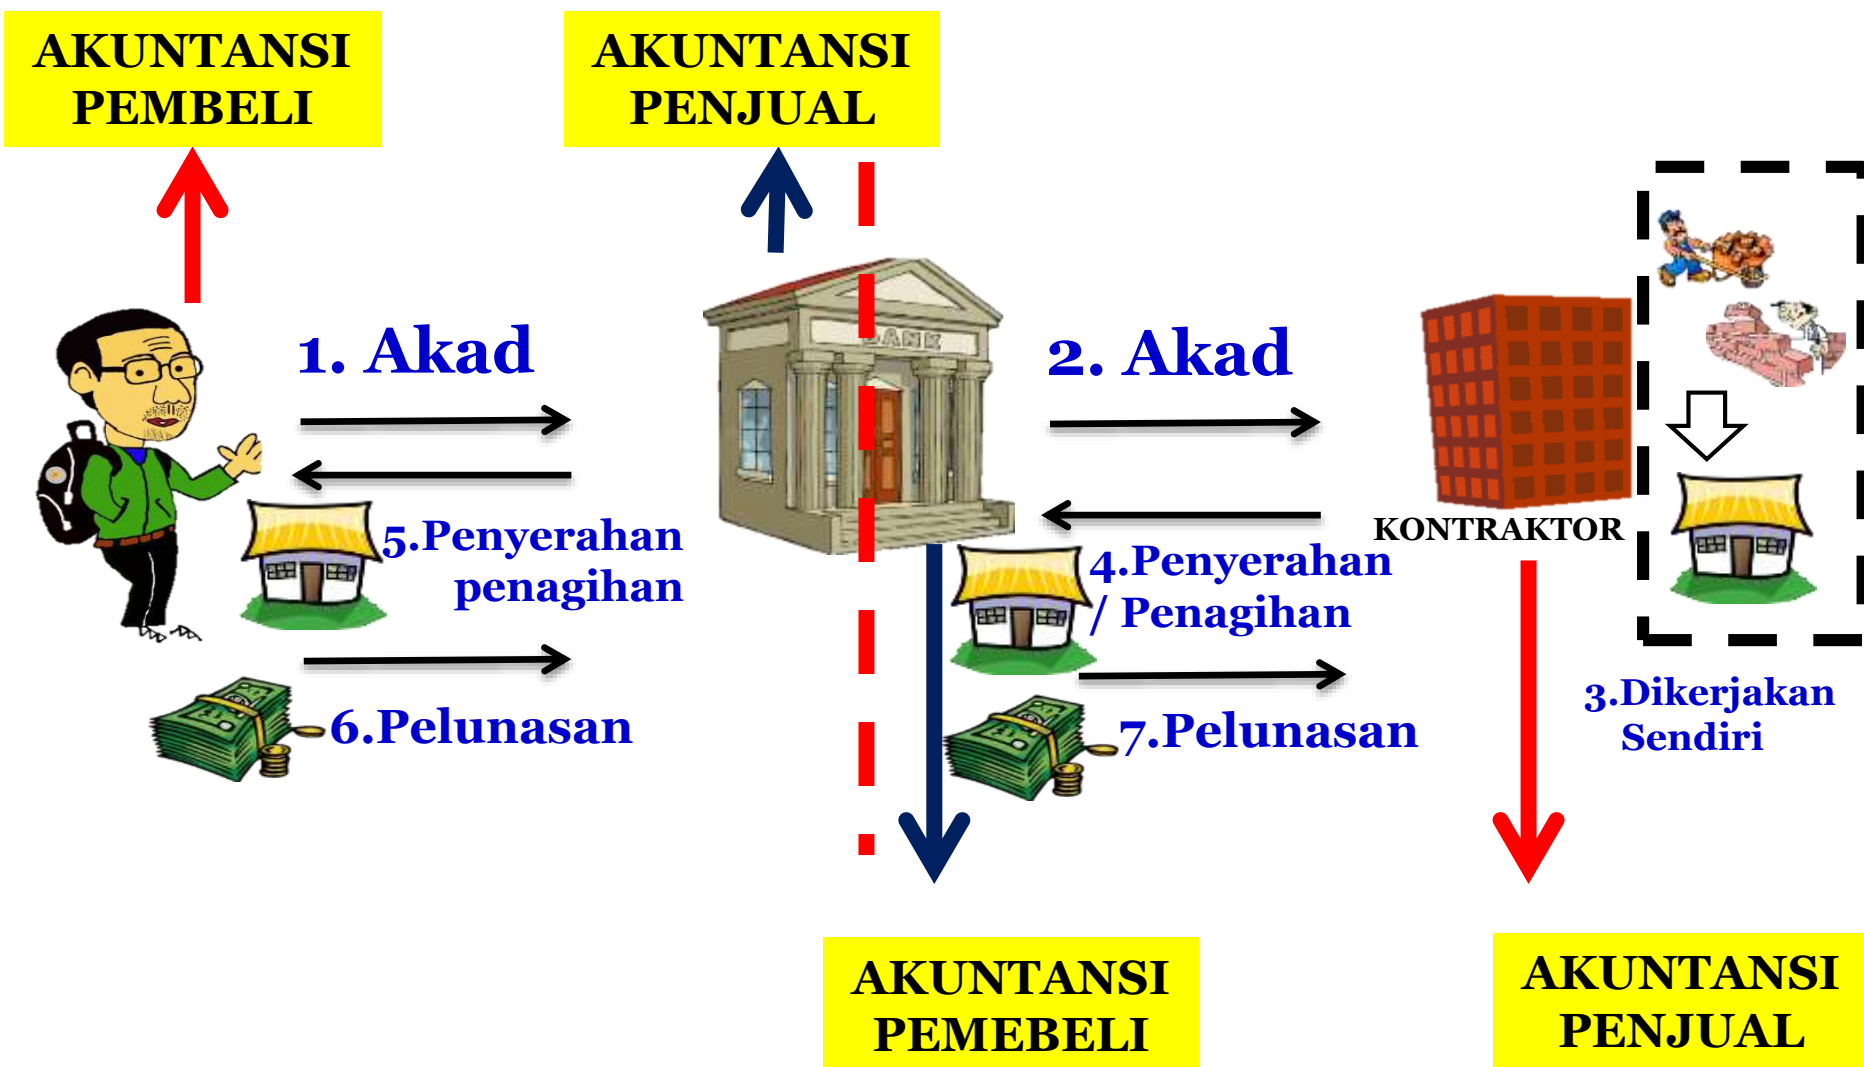 AKUNTANSI
PEMBELI
AKUNTANSI
PENJUAL
1. Akad
BANK
2. Akad
KONTRAKTOR
5.Penyerahan
penagihan
4.Penyerahan
/ Penagihan
3.Dikerjakan
Sendiri
6.Pelunasan
7.Pelunasan
AKUNTANSI
PEMEBELI
AKUNTANSI
PENJUAL